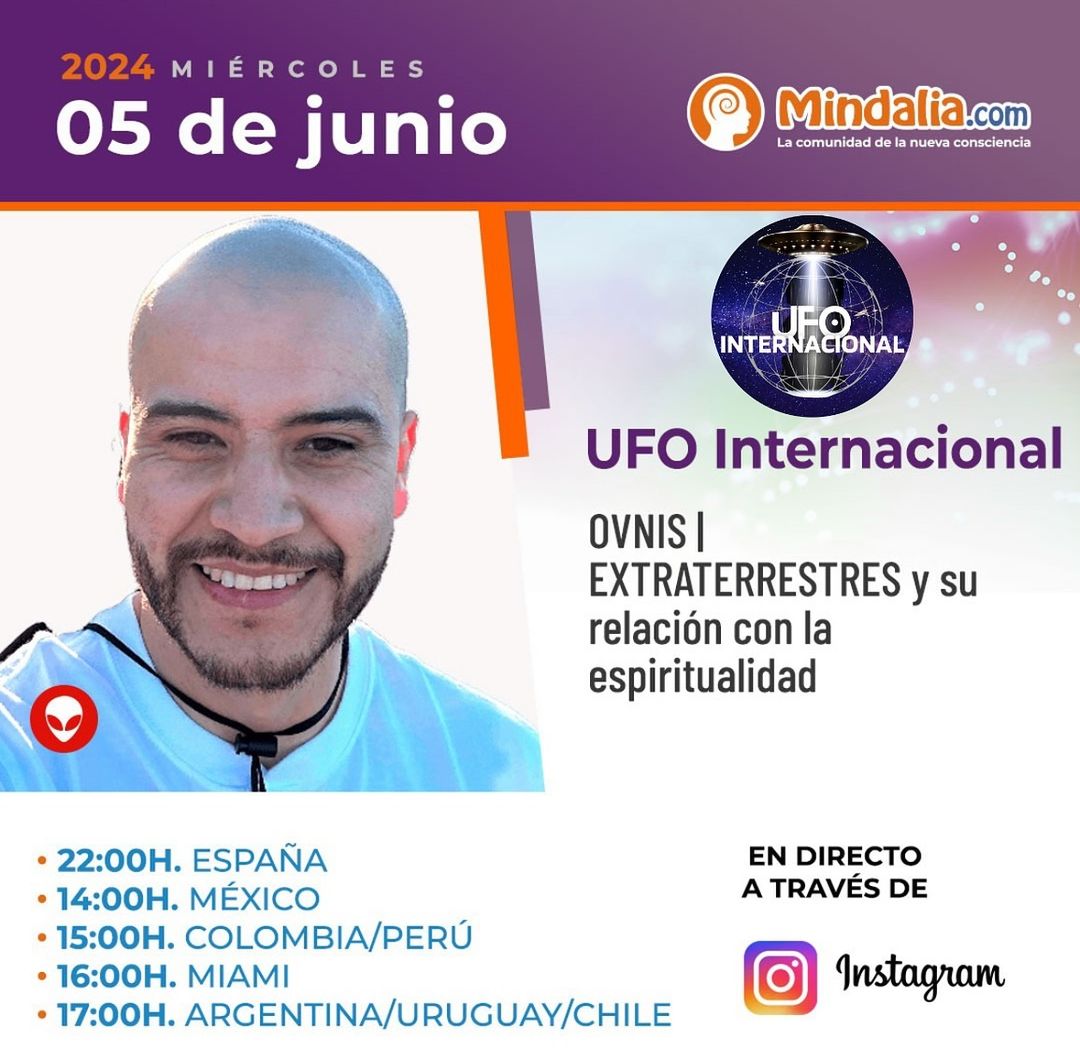 2024 MIÉRCOLES
05 de junio
Mindalia.com
La comunidad de la nueva consciencia
UFO
INTERNACIONAL
UFO Internacional
OVNIS |
EXTRATERRESTRES y su
relación con la
espiritualidad
• 22:00H. ESPAÑA
• 14:00H. MÉXICO
• 15:00H. COLOMBIA/PERÚ
• 16:00H. MIAMI
• 17:00H. ARGENTINA/URUGUAY/CHILE
EN DIRECTO
A TRAVÉS DE
Instagram